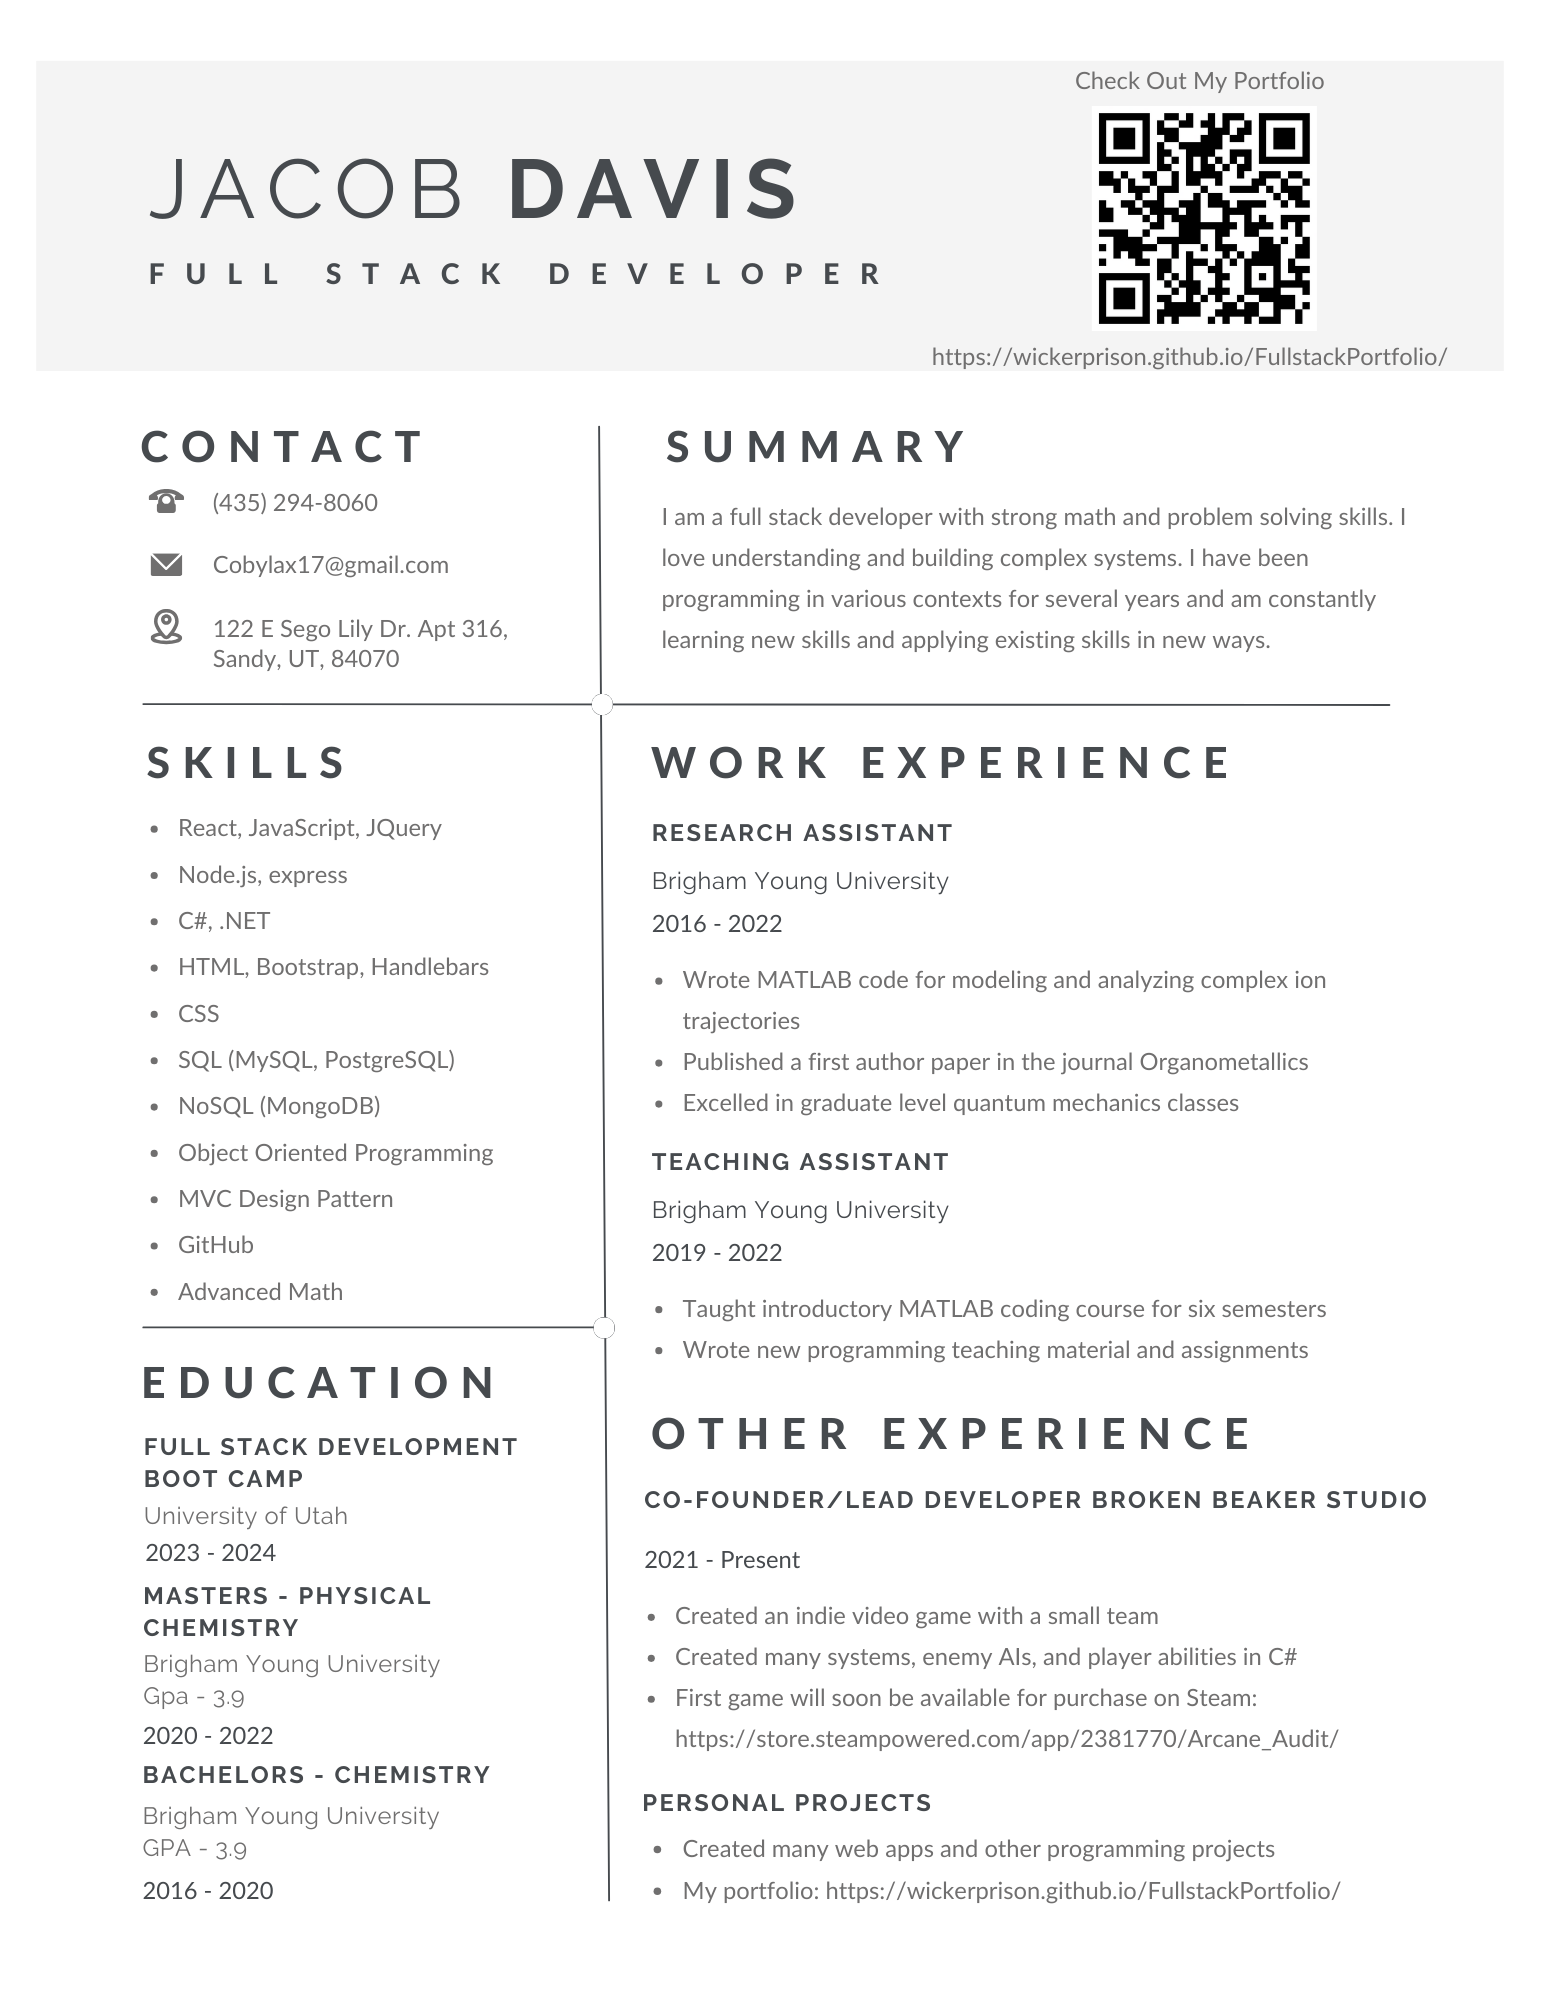 Check Out My Portfolio
JACOB DAVIS
FULL STACK DEVELOPER
https://wickerprison.github.io/FullstackPortfolio/
CONTACT
(435) 294-8060
Cobylax17@gmail.com
122 E Sego Lily Dr. Apt 316,
Sandy, UT, 84070
SUMMARY
I am a full stack developer with strong math and problem solving skills. I
love understanding and building complex systems. I have been
programming in various contexts for several years and am constantly
learning new skills and applying existing skills in new ways.
SKILLS
• React, JavaScript, JQuery
• Node.js, express
• C#, .NET
• HTML, Bootstrap, Handlebars
• CSS
• SQL (MySQL, PostgreSQL)
• NoSQL (MongoDB)
• Object Oriented Programming
• MVC Design Pattern
• GitHub
• Advanced Math
EDUCATION
FULL STACK DEVELOPMENT
BOOT CAMP
University of Utah
2023 - 2024
MASTERS - PHYSICAL
CHEMISTRY
Brigham Young University
Gpa - 3.9
2020 - 2022
BACHELORS - CHEMISTRY
Brigham Young University
GPA - 3.9
2016 - 2020
WORK EXPERIENCE
RESEARCH ASSISTANT
Brigham Young University
2016 - 2022
• Wrote MATLAB code for modeling and analyzing complex ion
trajectories
• Published a first author paper in the journal Organometallics
• Excelled in graduate level quantum mechanics classes
TEACHING ASSISTANT
Brigham Young University
2019 - 2022
• Taught introductory MATLAB coding course for six semesters
• Wrote new programming teaching material and assignments
OTHER EXPERIENCE
CO-FOUNDER/LEAD DEVELOPER BROKEN BEAKER STUDIO
2021 - Present
• Created an indie video game with a small team
• Created many systems, enemy AIs, and player abilities in C#
• First game will soon be available for purchase on Steam:
https://store.steampowered.com/app/2381770/Arcane_Audit/
PERSONAL PROJECTS
• Created many web apps and other programming projects
• My portfolio: https://wickerprison.github.io/FullstackPortfolio/